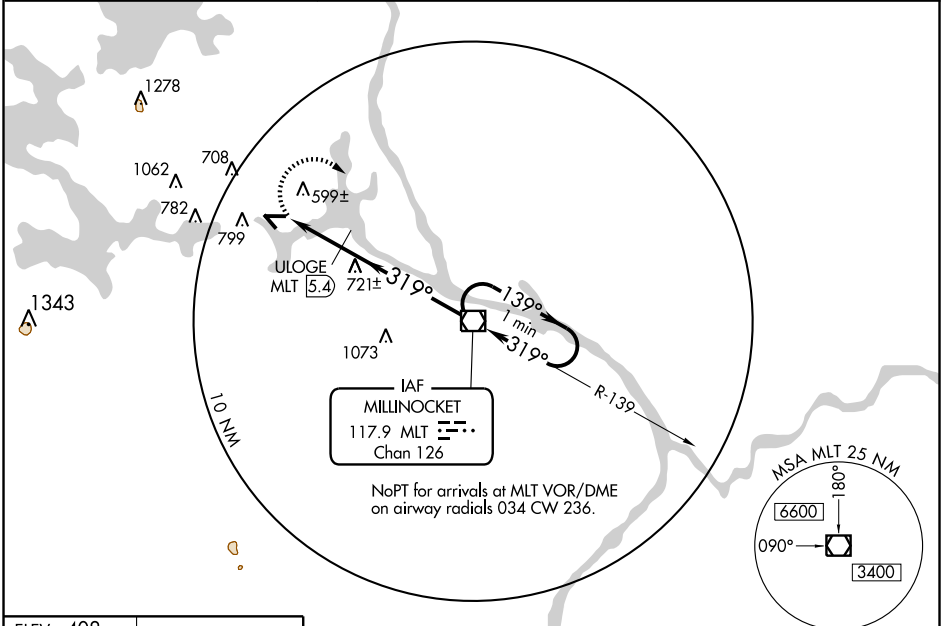 1278
708
1062
599±
782
799
ULOGE
MLT 5.4
721±
319°
139°
1 min
319°
1343
1073
R-139
10 NM
IAF
MILLINOCKET
117.9 MLT
Chan 126
NoPT for arrivals at MLT VOR/DME
on airway radials 034 CW 236.
MSA MLT 25 NM
180°
6600
090°
3400
ELEV 408